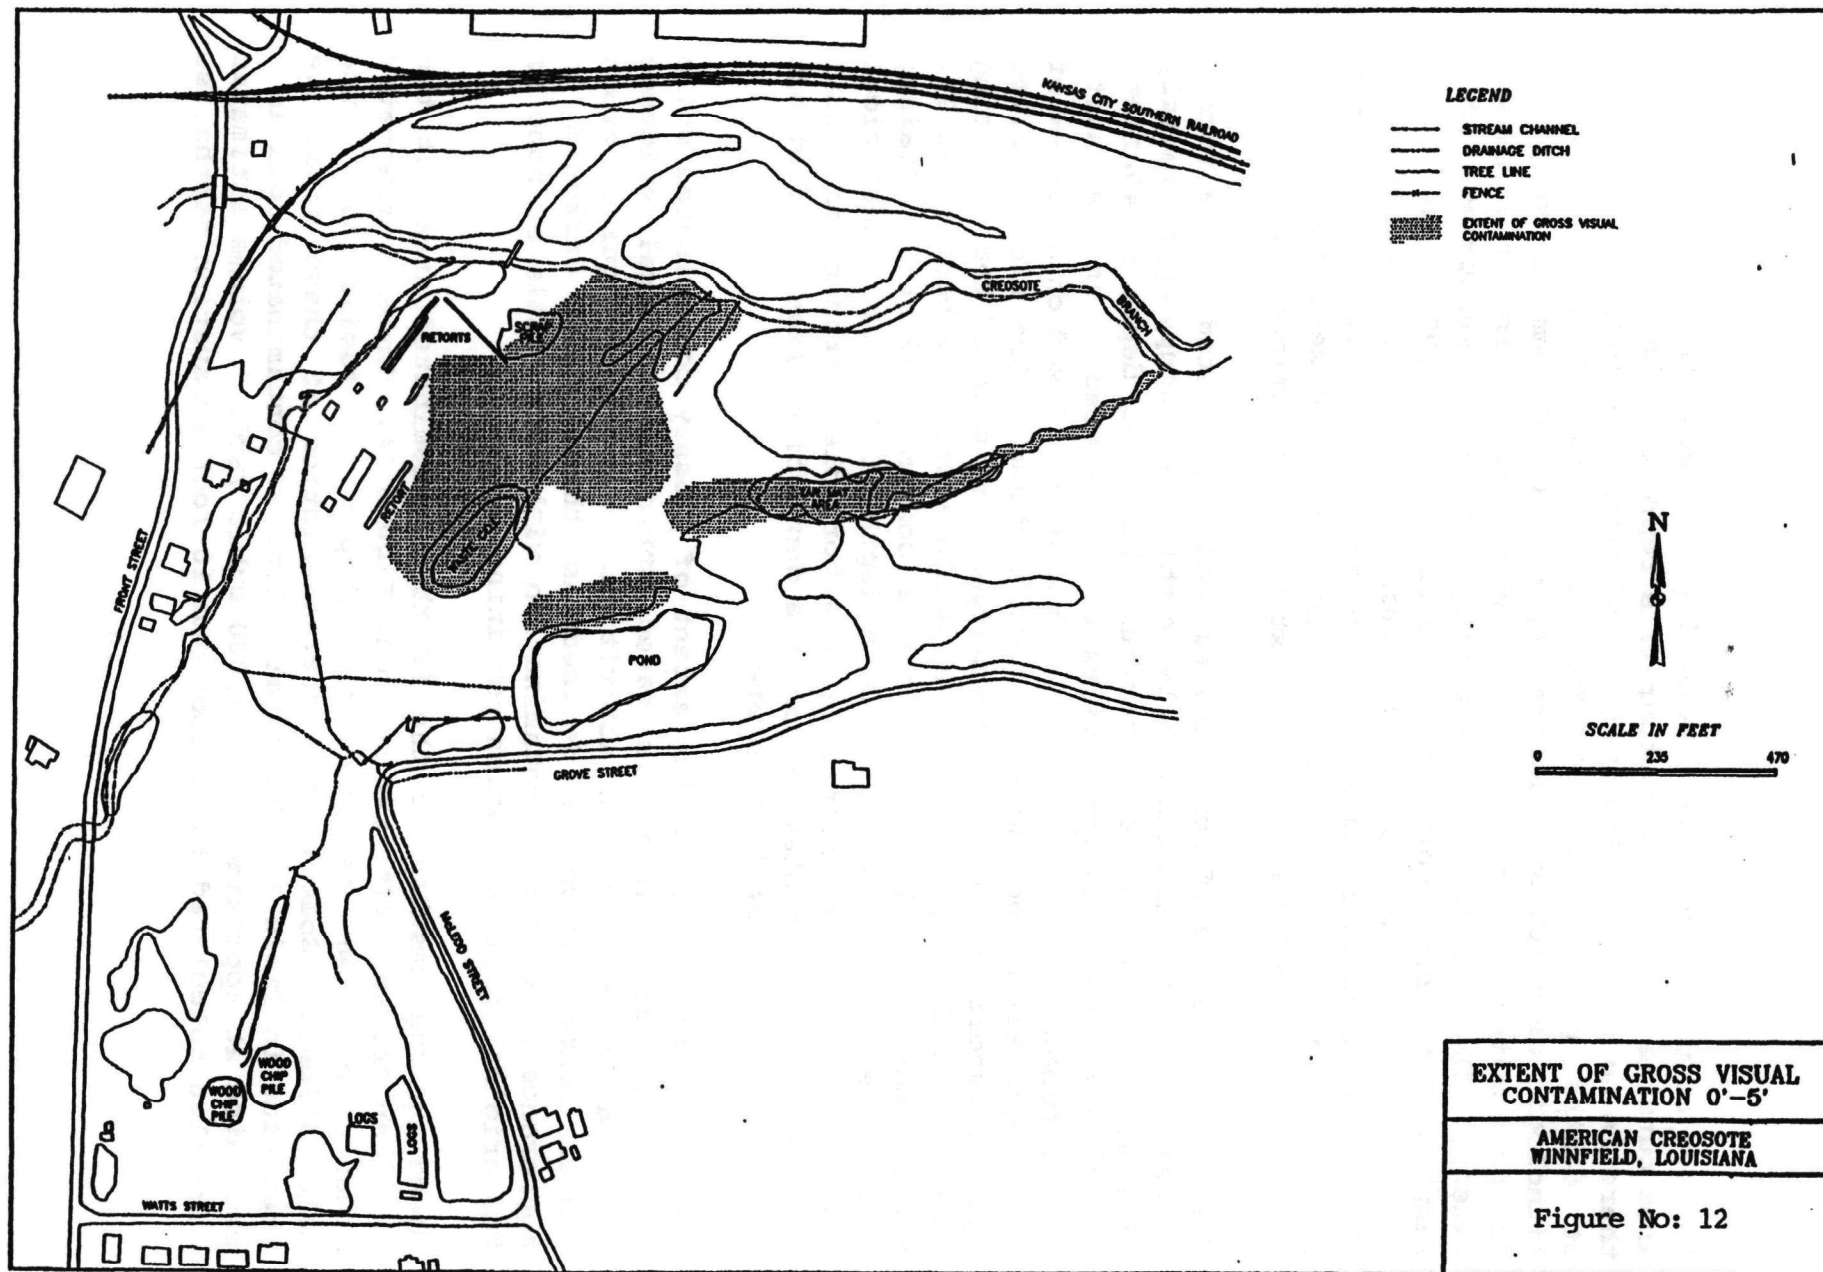 KANSAS CITY SOUTHERN RAILROAD
LEGEND
STREAM CHANNEL
DRAINAGE DITCH
TREE LINE
FENCE
EXTENT OF GROSS VISUAL
CONTAMINATION
CREOSOTE
BRANCH
RETORTS
SCRAP
PILE
RETORT
AREA
FRONT STREET
POND
N
SCALE IN FEET
0 235 470
GROVE STREET
McLEOD STREET
WOOD
CHIP
PILE
WOOD
CHIP
PILE
LOGS
LOGS
WATTS STREET
EXTENT OF GROSS VISUAL
CONTAMINATION 0'-5'
AMERICAN CREOSOTE
WINNFIELD, LOUISIANA
Figure No: 12